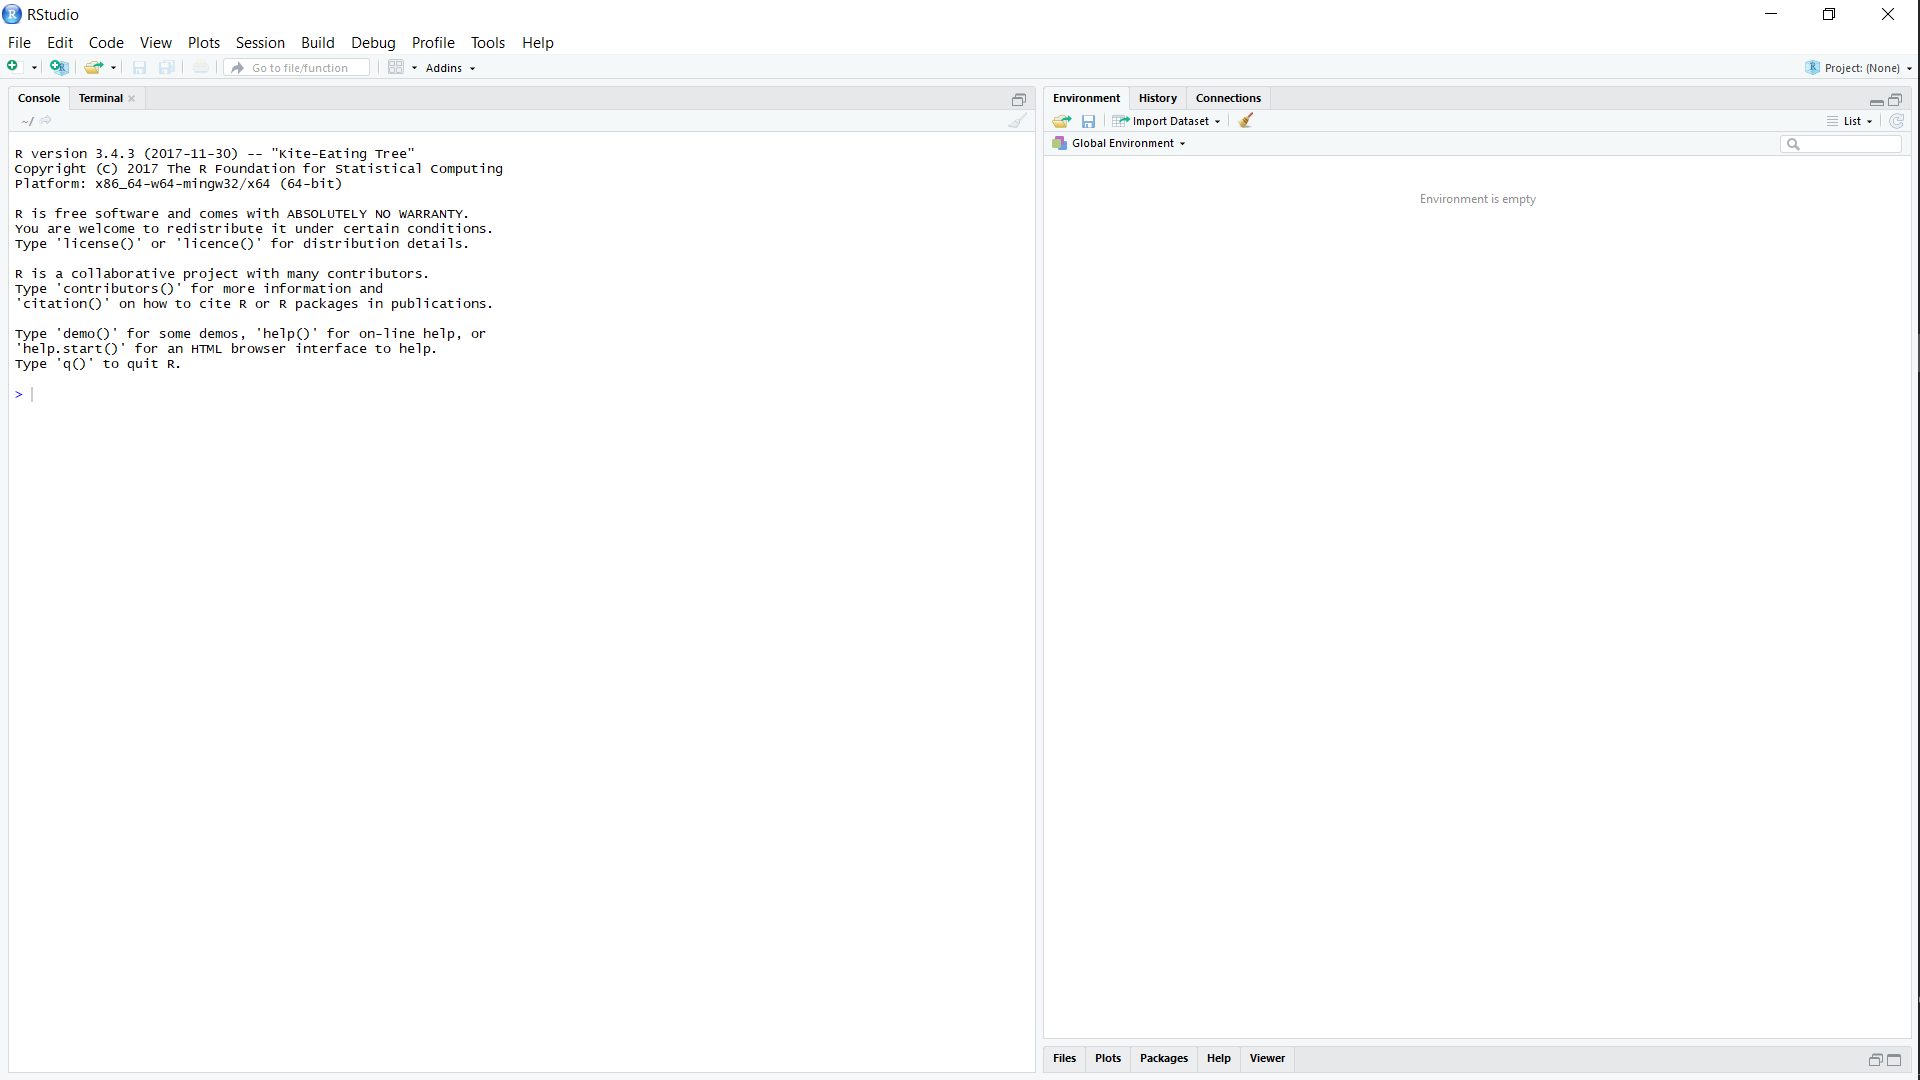 RStudio
File Edit Code View Plots Session Build Debug Profile Tools Help
Go to file/function Addins Project: (None)
Console Terminal
~/
R version 3.4.3 (2017-11-30) -- "Kite-Eating Tree"
Copyright (C) 2017 The R Foundation for Statistical Computing
Platform: x86_64-w64-mingw32/x64 (64-bit)
R is free software and comes with ABSOLUTELY NO WARRANTY.
You are welcome to redistribute it under certain conditions.
Type 'license()' or 'licence()' for distribution details.
R is a collaborative project with many contributors.
Type 'contributors()' for more information and
'citation()' on how to cite R or R packages in publications.
Type 'demo()' for some demos, 'help()' for on-line help, or
'help.start()' for an HTML browser interface to help.
Type 'q()' to quit R.
>
Environment History Connections
Import Dataset List
Global Environment
Environment is empty
Files Plots Packages Help Viewer